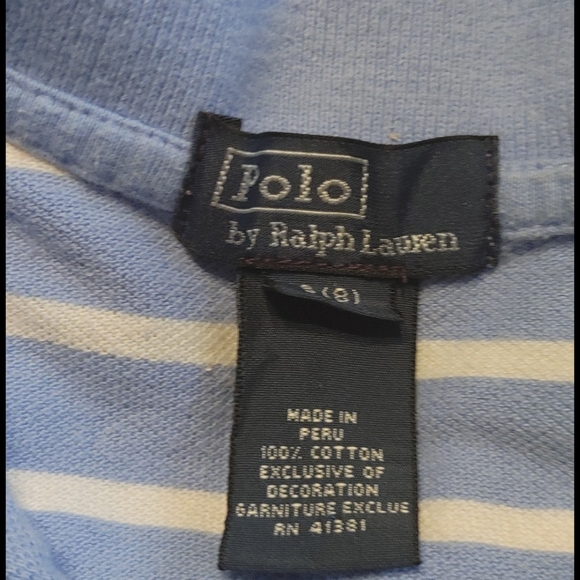 Polo
by Ralph Lauren
S (8)
MADE IN
PERU
100% COTTON
EXCLUSIVE OF
DECORATION
GARNITURE EXCLUE
RN 41381